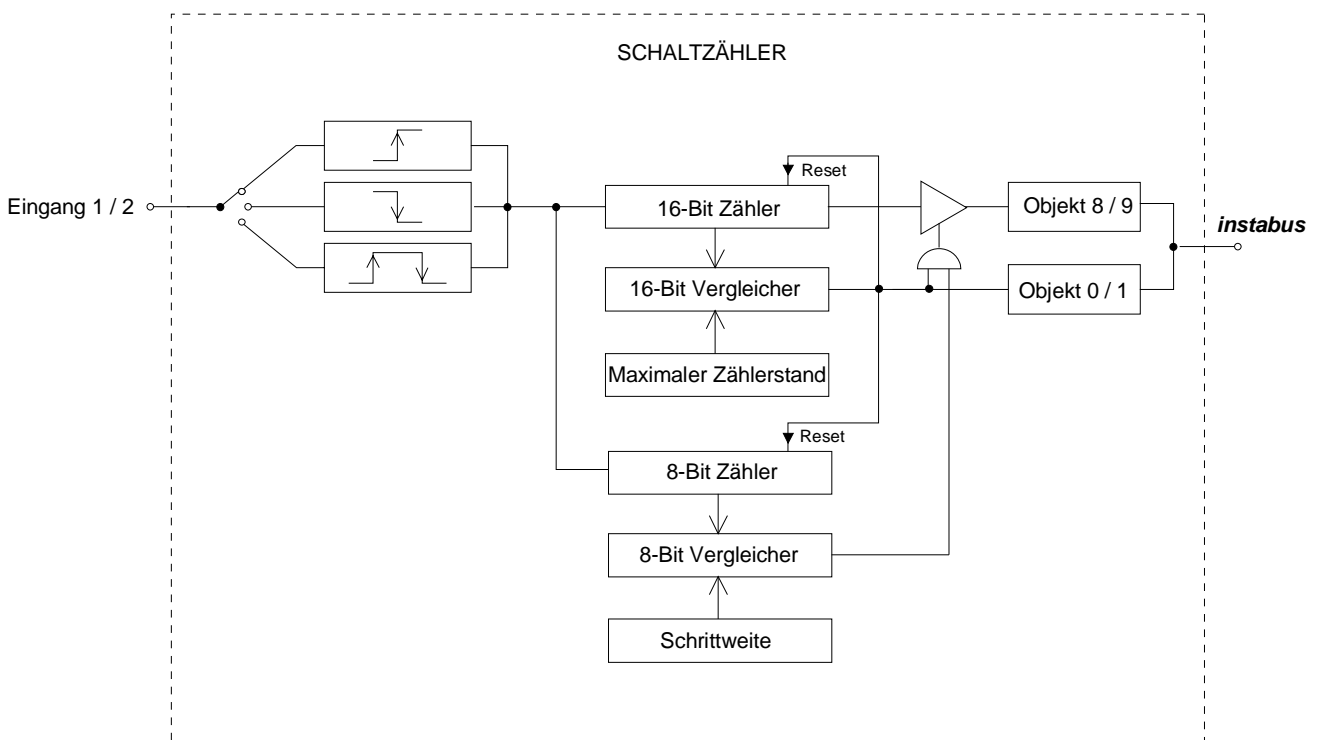 SCHALTZÄHLER
Eingang 1 / 2
Reset
16-Bit Zähler
Objekt 8 / 9
instabus
16-Bit Vergleicher
Objekt 0 / 1
Maximaler Zählerstand
Reset
8-Bit Zähler
8-Bit Vergleicher
Schrittweite